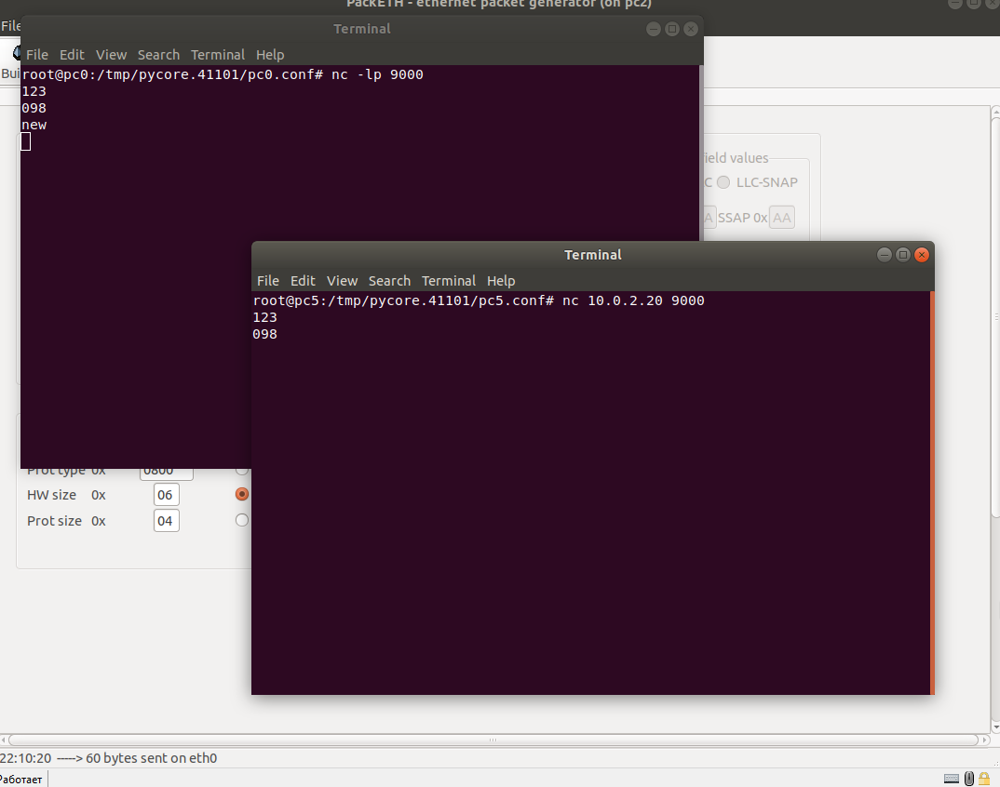 PackETH - ethernet packet generator (on pc2)
File
Terminal
File Edit View Search Terminal Help
root@pc0:/tmp/pycore.41101/pc0.conf# nc -lp 9000
123
098
new
ield values
C LLC-SNAP
A SSAP 0x AA
Terminal
File Edit View Search Terminal Help
root@pc5:/tmp/pycore.41101/pc5.conf# nc 10.0.2.20 9000
123
098
Prot type 0x 0800
HW size 0x 06
Prot size 0x 04
22:10:20 -----> 60 bytes sent on eth0
Работает